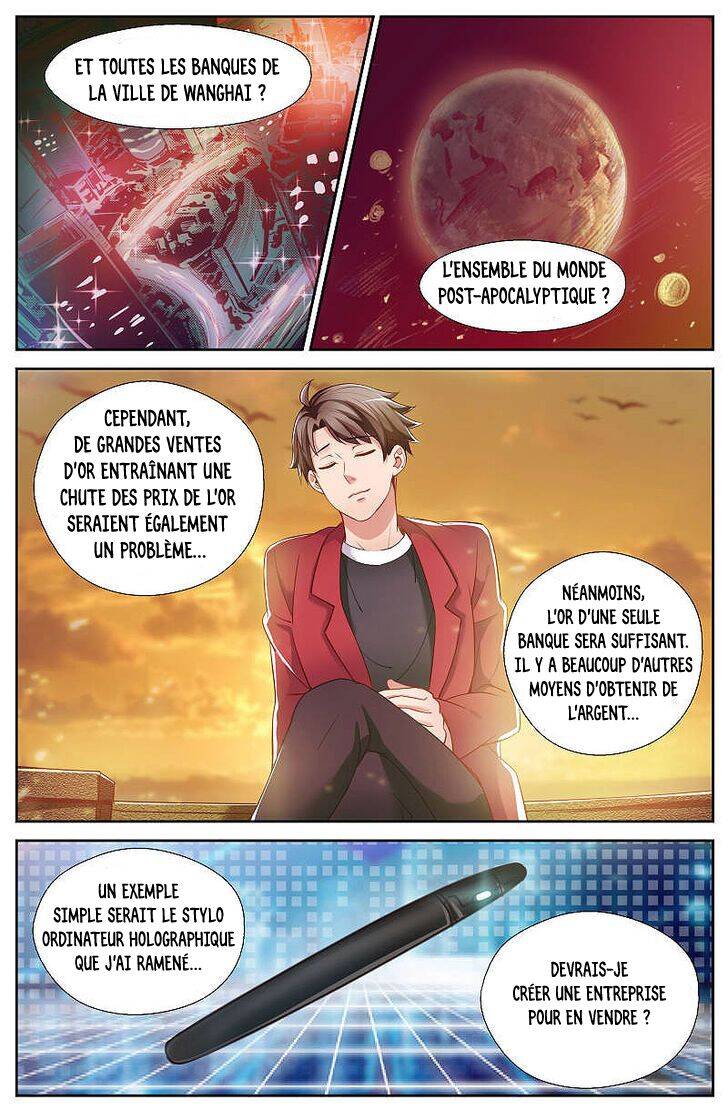 ET TOUTES LES BANQUES DE
LA VILLE DE WANGHAI ?
L'ENSEMBLE DU MONDE
POST-APOCALYPTIQUE ?
CEPENDANT,
DE GRANDES VENTES
D'OR ENTRAÎNANT UNE
CHUTE DES PRIX DE L'OR
SERAIENT ÉGALEMENT
UN PROBLÈME...
NÉANMOINS,
L'OR D'UNE SEULE
BANQUE SERA SUFFISANT.
IL Y A BEAUCOUP D'AUTRES
MOYENS D'OBTENIR DE
L'ARGENT...
UN EXEMPLE
SIMPLE SERAIT LE STYLO
ORDINATEUR HOLOGRAPHIQUE
QUE J'AI RAMENÉ...
DEVRAIS-JE
CRÉER UNE ENTREPRISE
POUR EN VENDRE ?